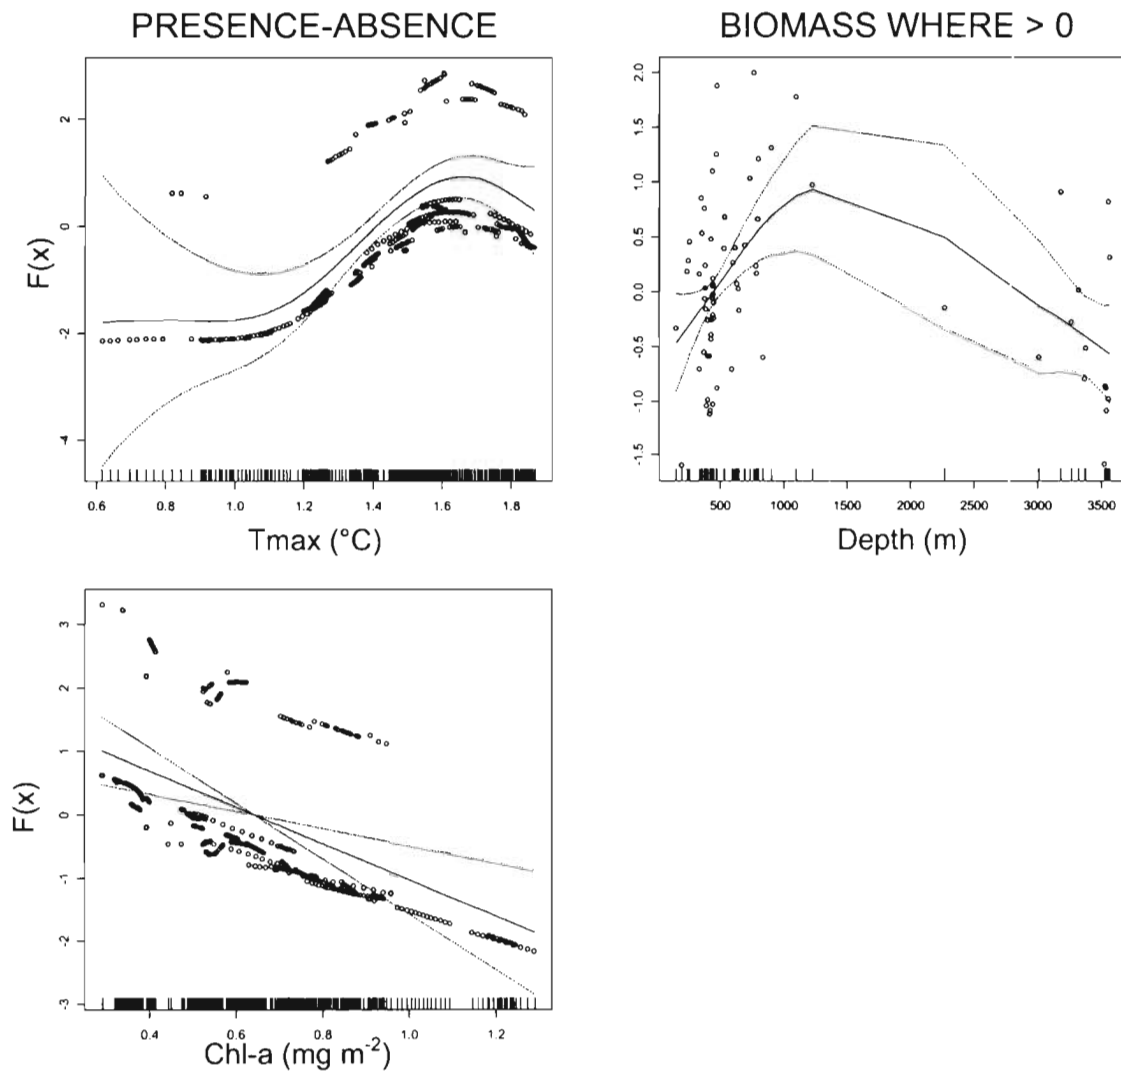 PRESENCE-ABSENCE
BIOMASS WHERE > 0
F(x)
2
0
-2
-4
0.6 0.8 1.0 1.2 1.4 1.6 1.8
Tmax (°C)
2.0
1.5
1.0
0.5
0.0
-0.5
-1.0
-1.5
500 1000 1500 2000 2500 3000 3500
Depth (m)
F(x)
3
2
1
0
-1
-2
-3
0.4 0.6 0.8 1.0 1.2
Chl-a (mg m-2)